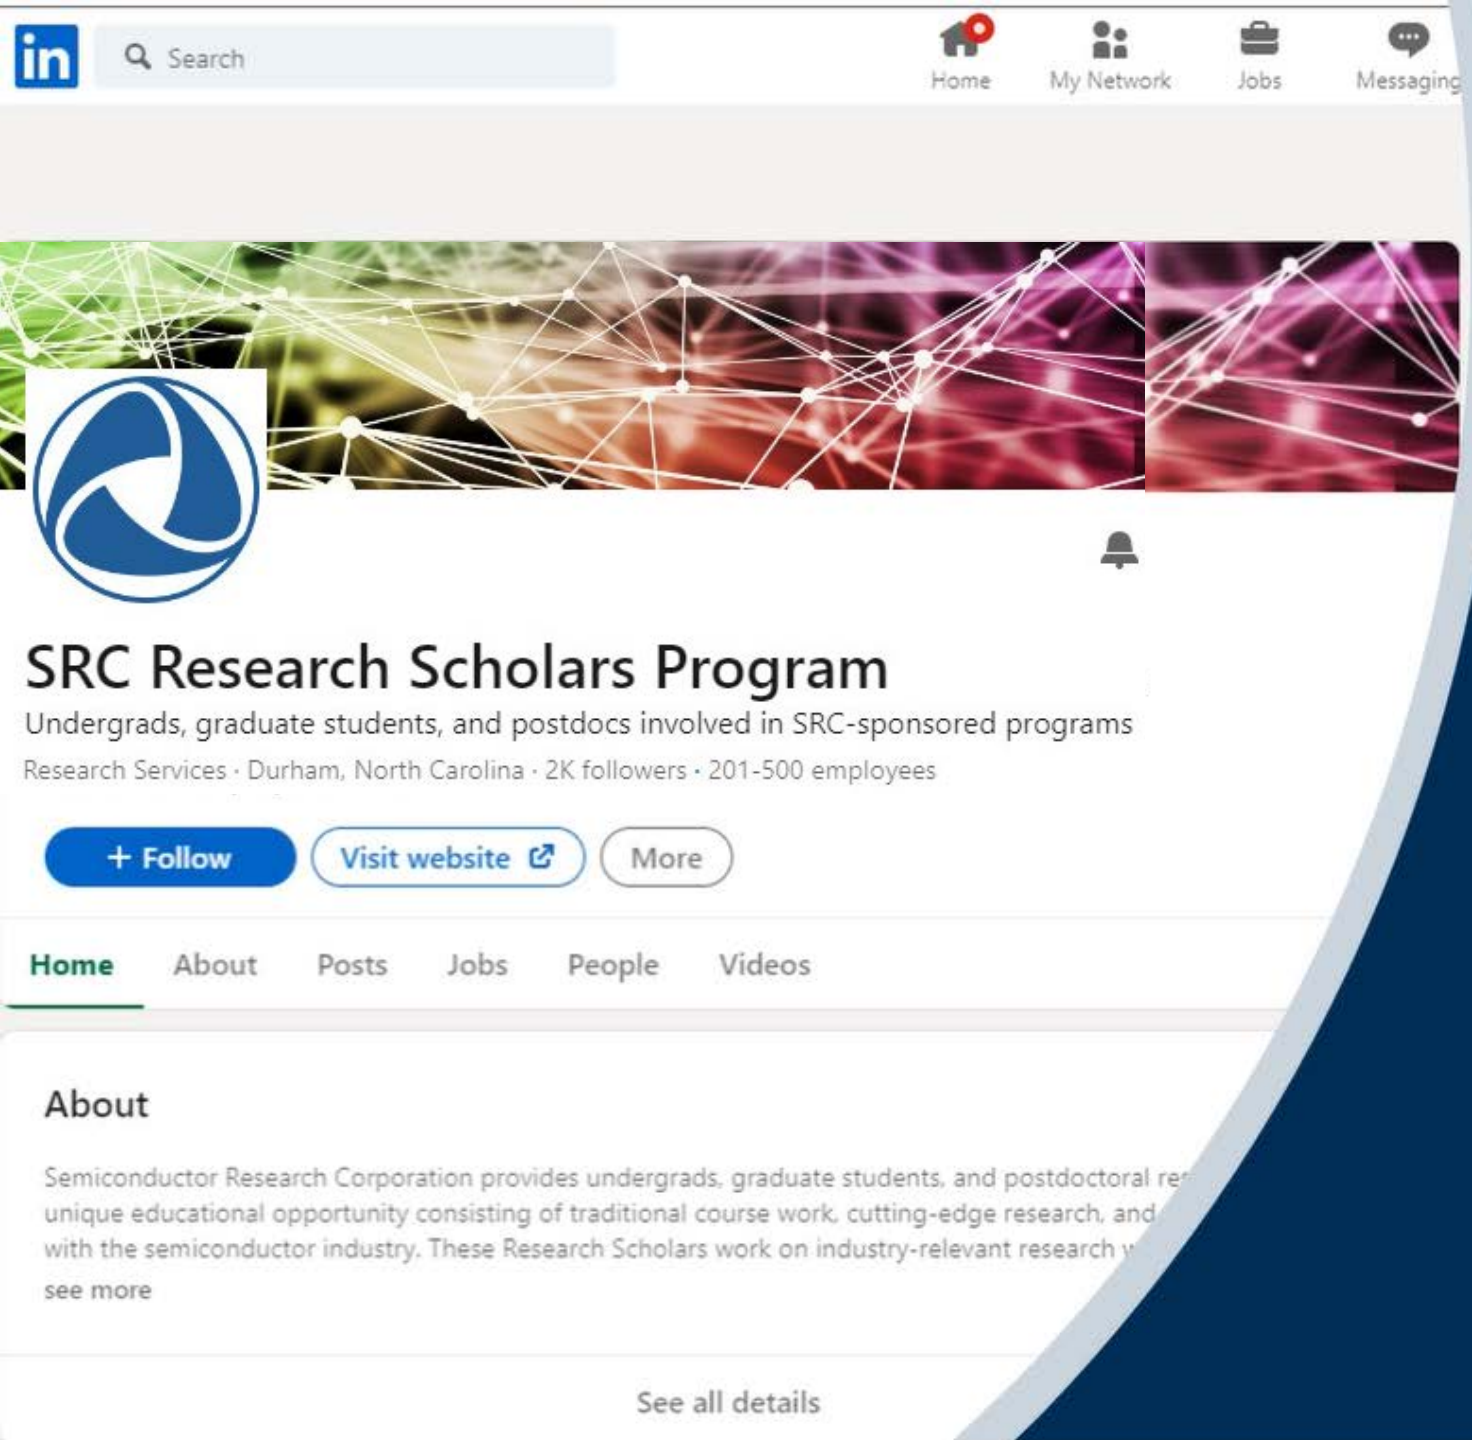 in
Search
Home
My Network
Jobs
Messaging
SRC Research Scholars Program
Undergrads, graduate students, and postdocs involved in SRC-sponsored programs
Research Services · Durham, North Carolina · 2K followers · 201-500 employees
+ Follow
Visit website
More
Home About Posts Jobs People Videos
About
Semiconductor Research Corporation provides undergrads, graduate students, and postdoctoral
unique educational opportunity consisting of traditional course work, cutting-edge research, and
with the semiconductor industry. These Research Scholars work on industry-relevant research
see more
See all details